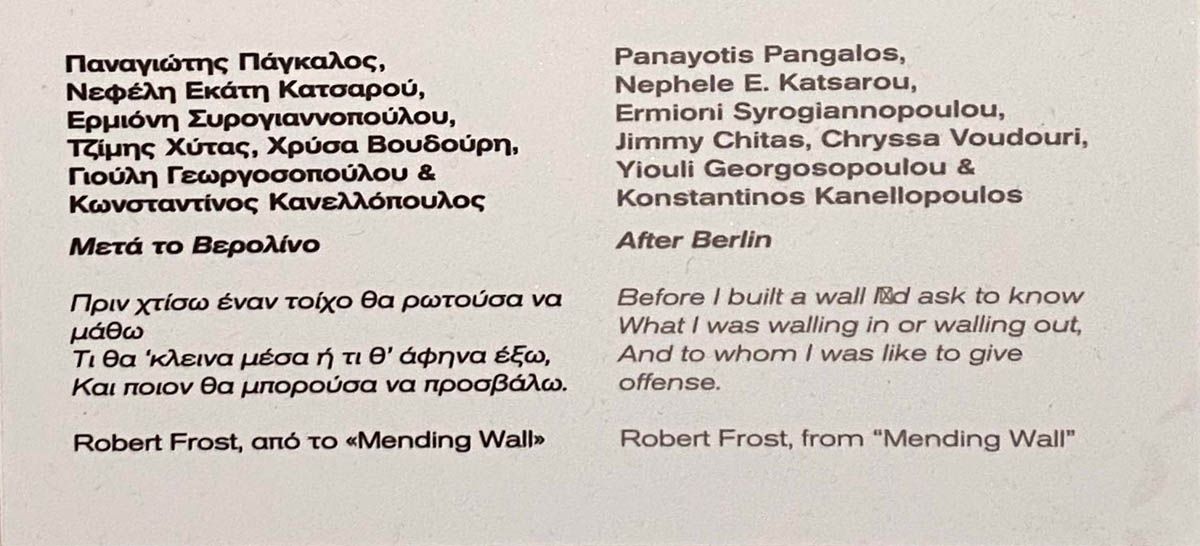 Παναγιώτης Πάγκαλος,
Νεφέλη Εκάτη Κατσαρού,
Ερμιόνη Συρογιαννοπούλου,
Τζίμης Χύτας, Χρύσα Βουδούρη,
Γιούλη Γεωργοσοπούλου &
Κωνσταντίνος Κανελλόπουλος
Μετά το Βερολίνο
Πριν χτίσω έναν τοίχο θα ρωτούσα να
μάθω
Τι θα ‘κλεινα μέσα ή τι θ’ άφηνα έξω,
Και ποιον θα μπορούσα να προσβάλω.
Robert Frost, από το «Mending Wall»
Panayotis Pangalos,
Nephele E. Katsarou,
Ermioni Syrogiannopoulou,
Jimmy Chitas, Chryssa Voudouri,
Yiouli Georgosopoulou &
Konstantinos Kanellopoulos
After Berlin
Before I built a wall I☒d ask to know
What I was walling in or walling out,
And to whom I was like to give
offense.
Robert Frost, from “Mending Wall”